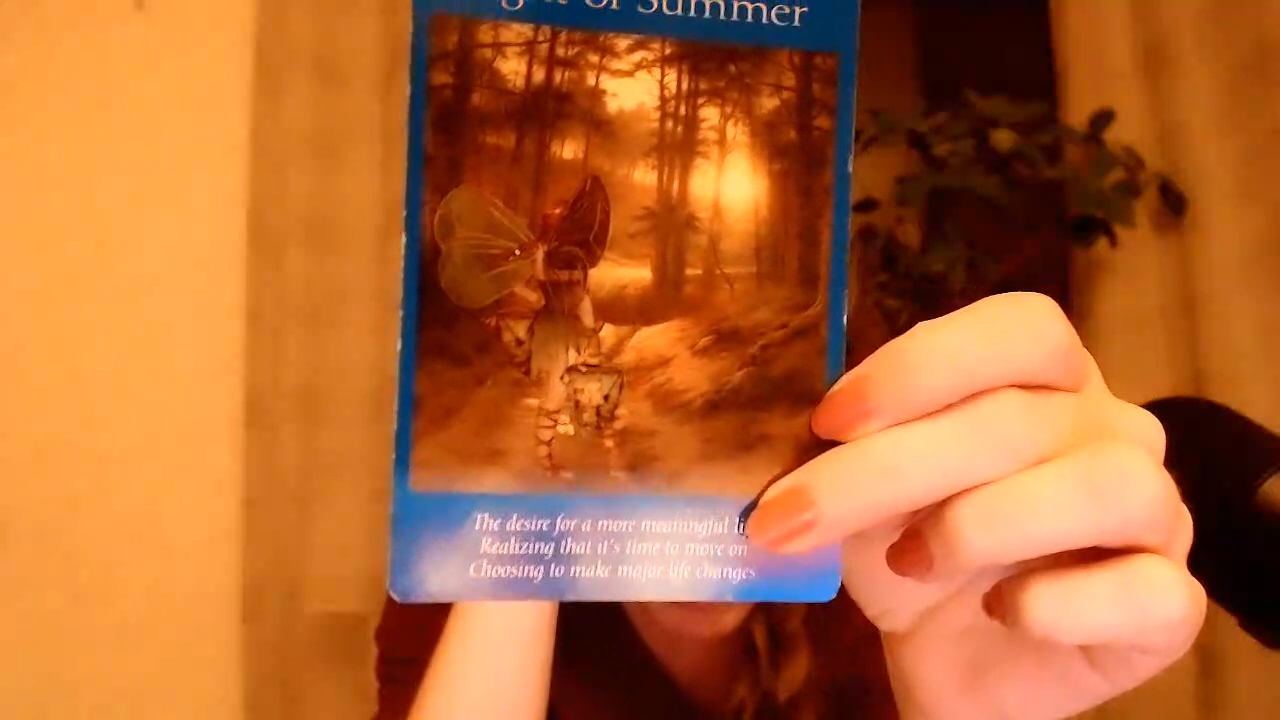 of Summer
The desire for a more meaningful
Realizing that it's time to move on
Choosing to make major life changes